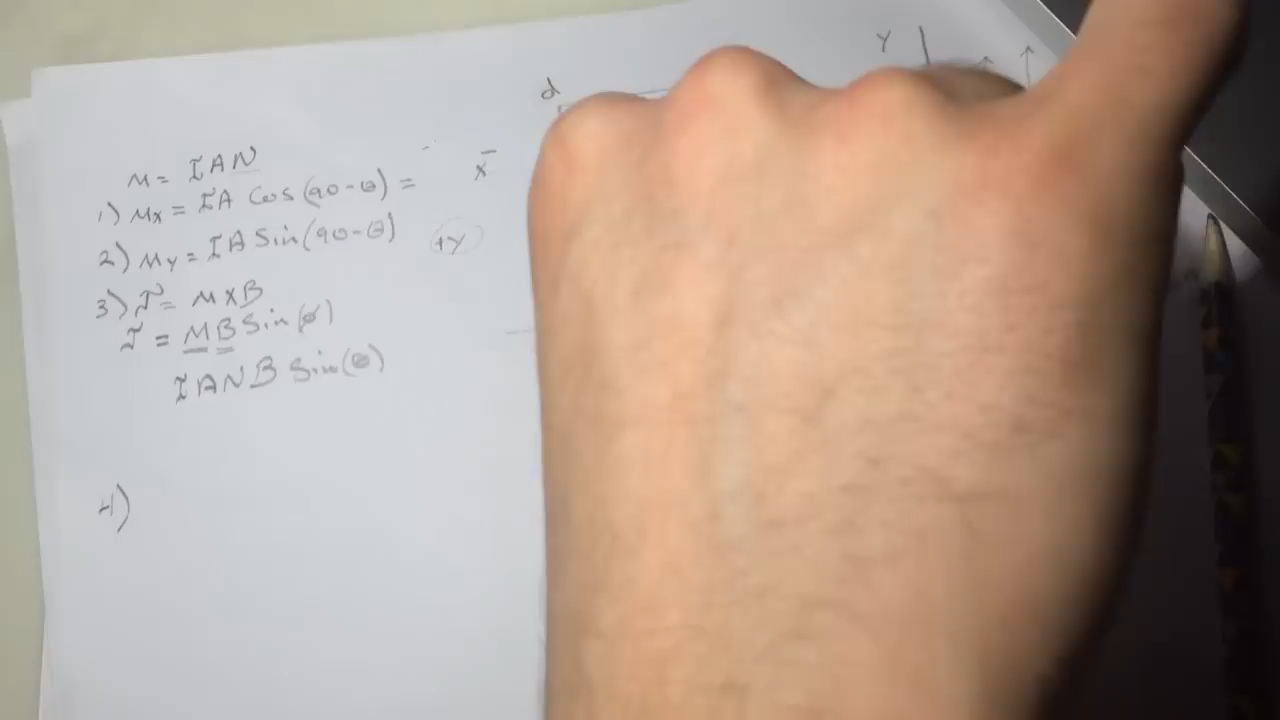 M = IAN
1) Mx = IA Cos(90-θ) =
2) My = IA Sin(90-θ)
+y
3) τ = M X B
τ = MB Sin(ø)
IANB Sin(θ)
4)
x̄
d
Y